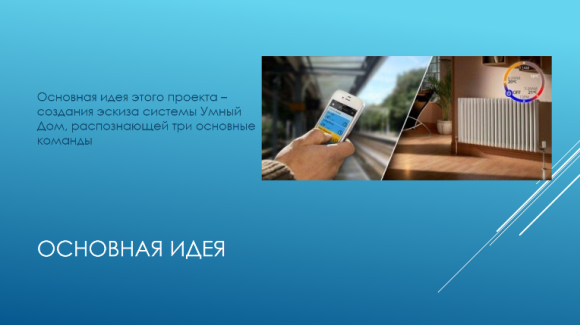 Основная идея этого проекта –
создания эскиза системы Умный
Дом, распознающей три основные
команды
ОСНОВНАЯ ИДЕЯ